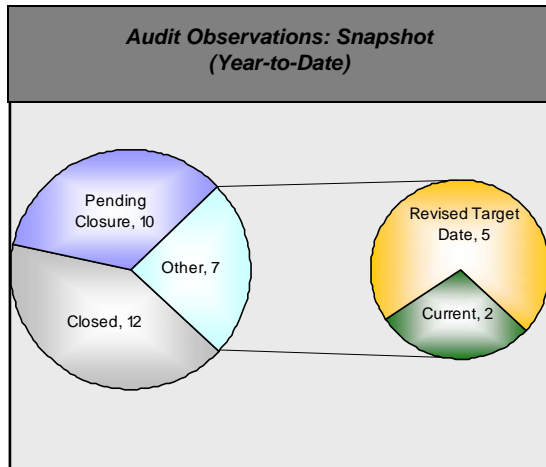 Audit Observations: Snapshot
(Year-to-Date)
Pending
Closure, 10
Other, 7
Closed, 12
Revised Target
Date, 5
Current, 2